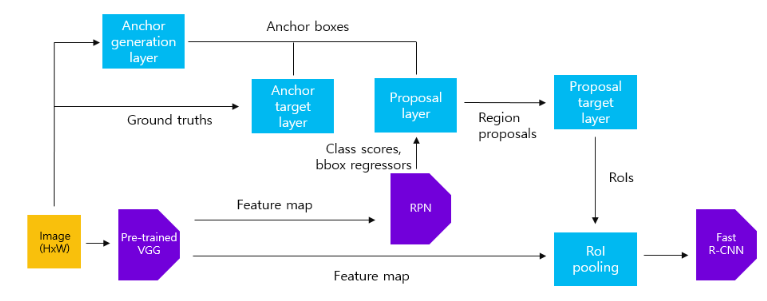 Anchor
generation
layer
Anchor boxes
Anchor
target
layer
Ground truths
Proposal
layer
Region
proposals
Proposal
target
layer
Class scores,
bbox regressors
RoIs
Feature map
RPN
Image
(HxW)
Pre-trained
VGG
Feature map
RoI
pooling
Fast
R-CNN